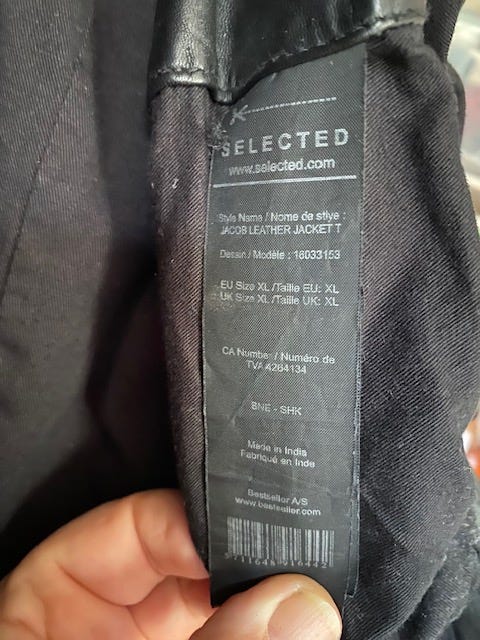 SELECTED
www.selected.com
Style Name / Nome de stlye :
JACOB LEATHER JACKET T
Dessin / Modèle : 16033153
EU Size XL /Taille EU: XL
UK Size XL /Taille UK: XL
CA Number / Numéro de
TVA 4264134
BNE - SHK
Made in India
Fabriqué en Inde
Bestseller A/S
www.bestseller.com
5711648916442